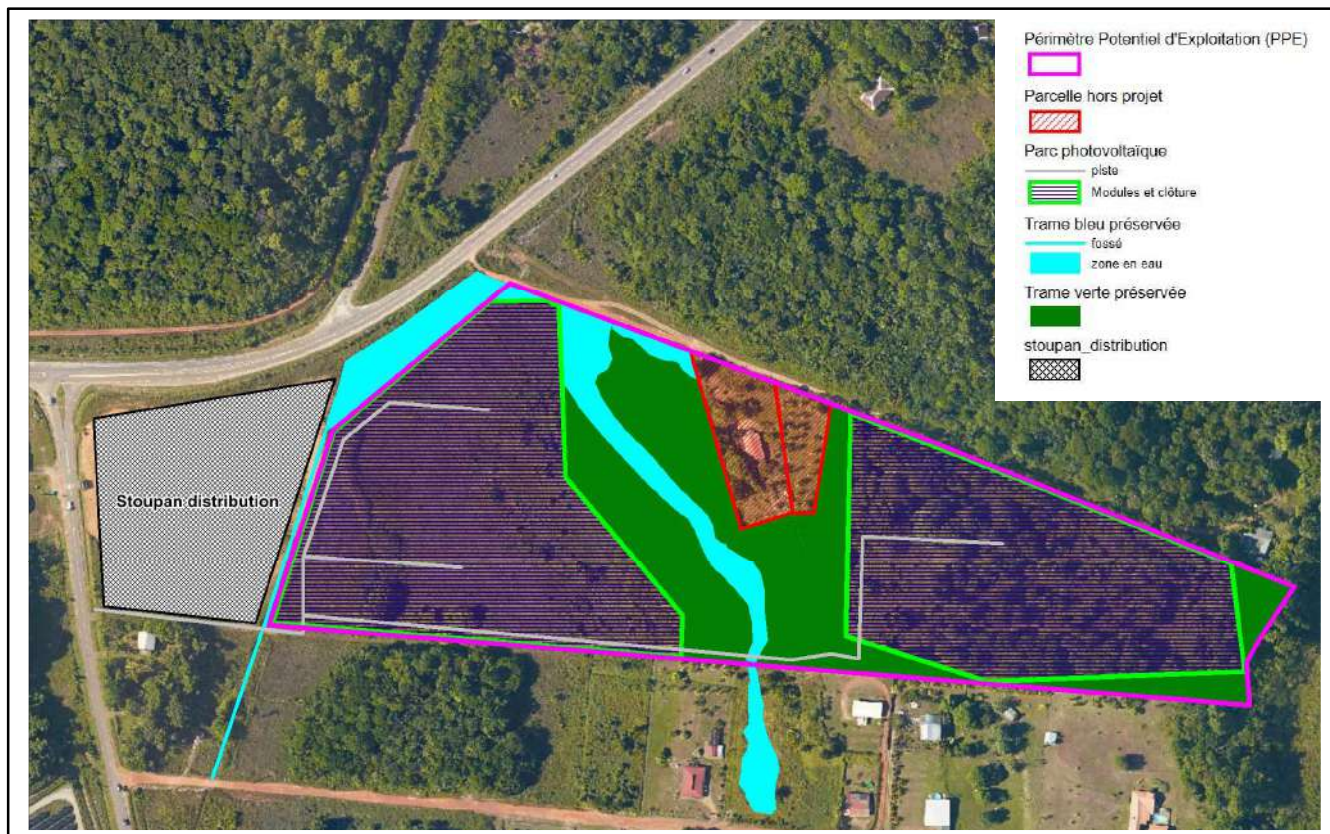 Périmètre Potentiel d'Exploitation (PPE)
Parcelle hors projet
Parc photovoltaïque
piste
Modules et clôture
Trame bleu préservée
fossé
zone en eau
Trame verte préservée
stoupan_distribution
Stoupan distribution